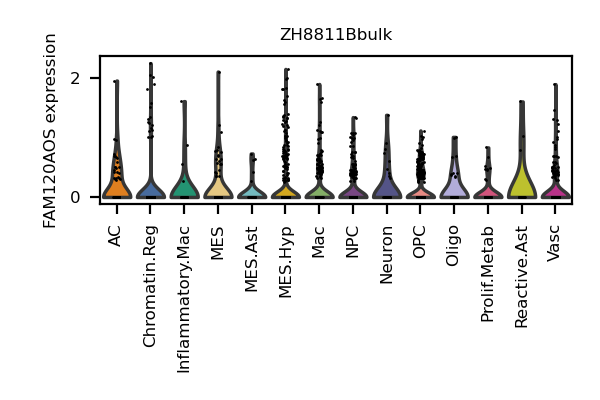 ZH8811Bbulk
FAM120AOS expression
2
0
AC
Chromatin.Reg
Inflammatory.Mac
MES
MES.Ast
MES.Hyp
Mac
NPC
Neuron
OPC
Oligo
Prolif.Metab
Reactive.Ast
Vasc